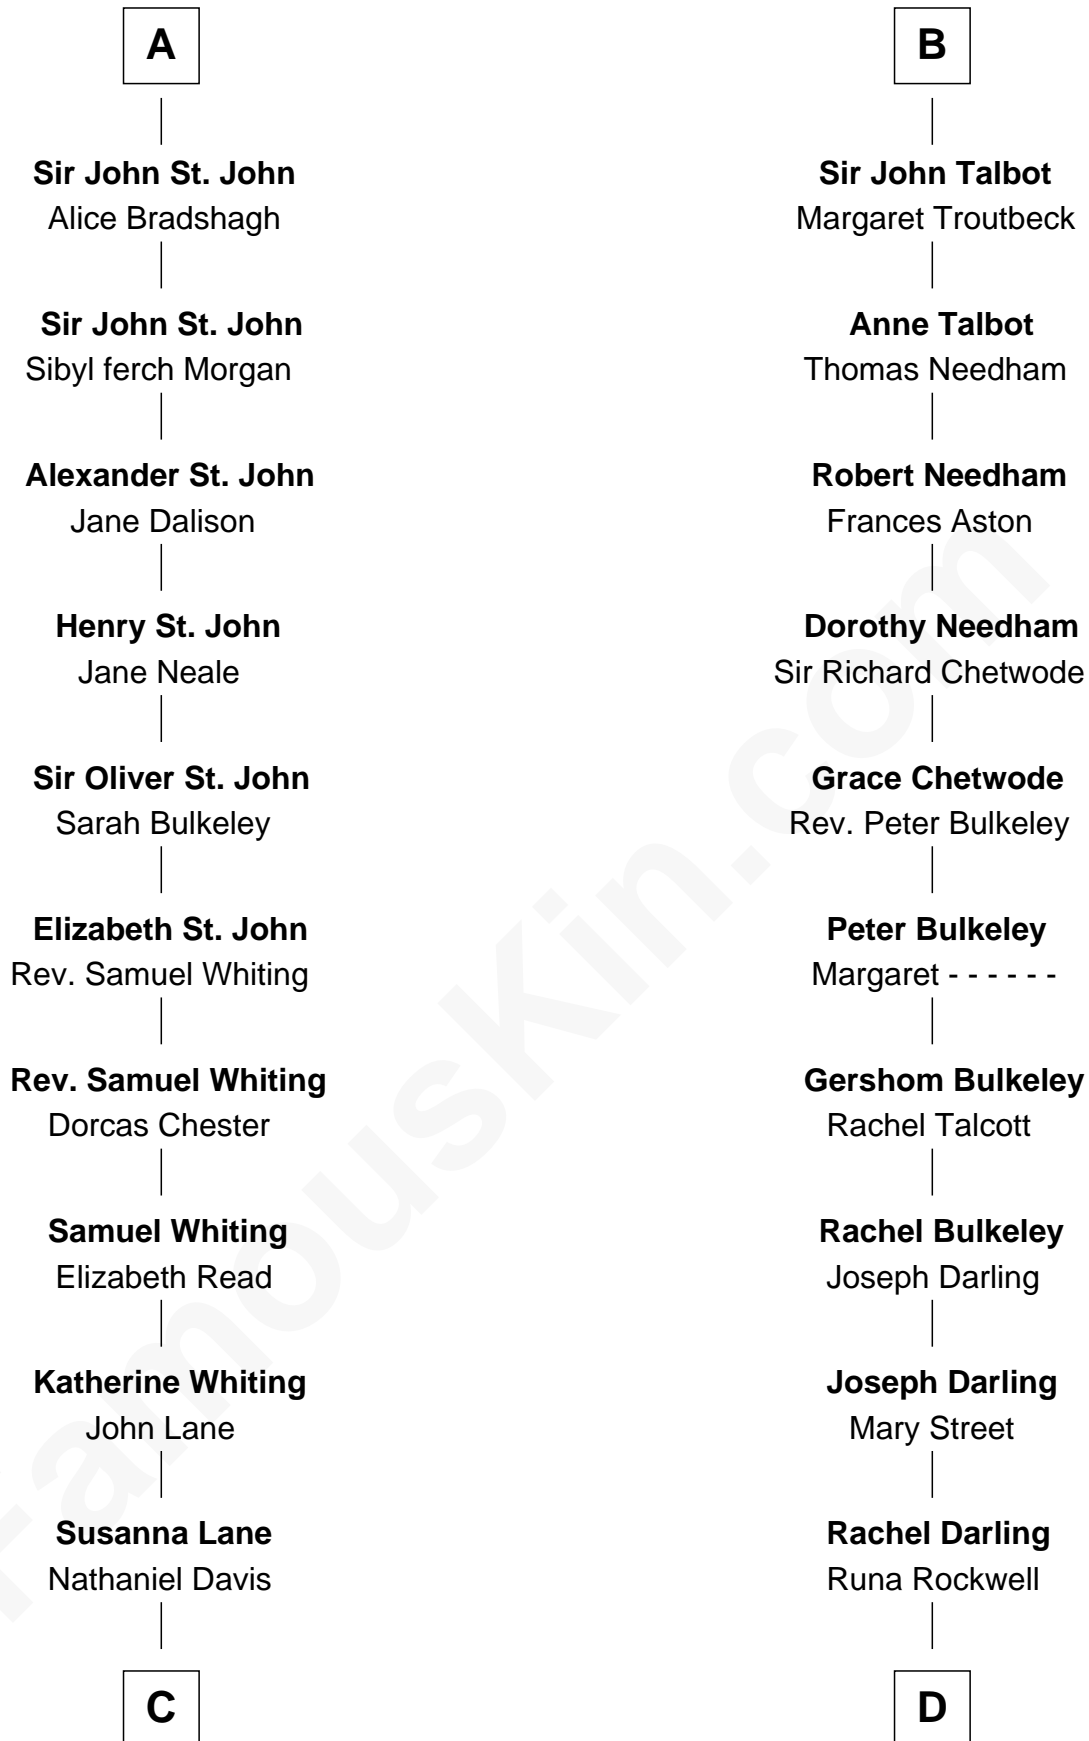 A
Sir John St. John
Alice Bradshagh
Sir John St. John
Sibyl ferch Morgan
Alexander St. John
Jane Dalison
Henry St. John
Jane Neale
Sir Oliver St. John
Sarah Bulkeley
Elizabeth St. John
Rev. Samuel Whiting
Rev. Samuel Whiting
Dorcas Chester
Samuel Whiting
Elizabeth Read
Katherine Whiting
John Lane
Susanna Lane
Nathaniel Davis
C
B
Sir John Talbot
Margaret Troutbeck
Anne Talbot
Thomas Needham
Robert Needham
Frances Aston
Dorothy Needham
Sir Richard Chetwode
Grace Chetwode
Rev. Peter Bulkeley
Peter Bulkeley
Margaret - - - - - -
Gershom Bulkeley
Rachel Talcott
Rachel Bulkeley
Joseph Darling
Joseph Darling
Mary Street
Rachel Darling
Runa Rockwell
D
FamousKin.com